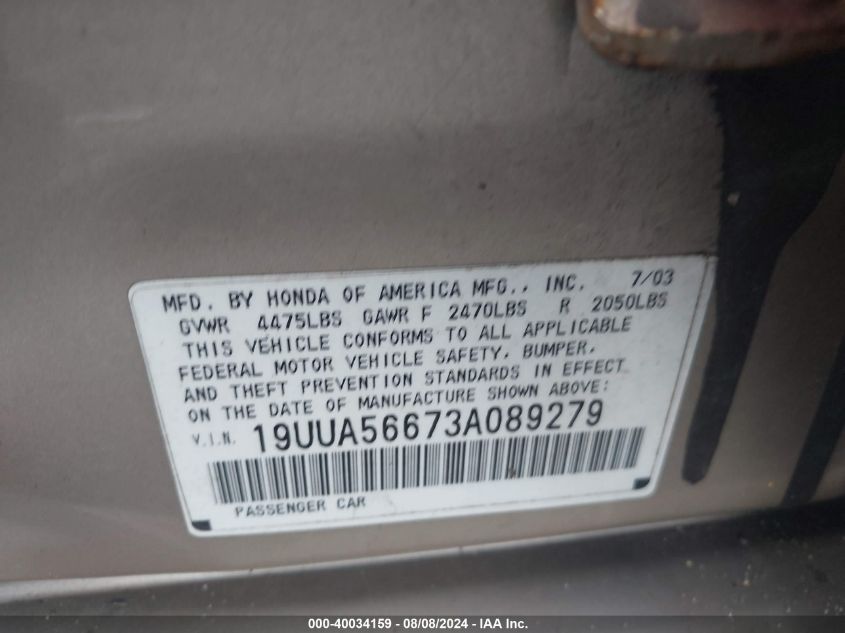 MFD. BY HONDA OF AMERICA MFG., INC. 7/03
GVWR 4475LBS GAWR F 2470LBS R 2050LBS
THIS VEHICLE CONFORMS TO ALL APPLICABLE
FEDERAL MOTOR VEHICLE SAFETY, BUMPER,
AND THEFT PREVENTION STANDARDS IN EFFECT
ON THE DATE OF MANUFACTURE SHOWN ABOVE:
V.I.N. 19UUA56673A089279
PASSENGER CAR
000-40034159 - 08/08/2024 - IAA Inc.